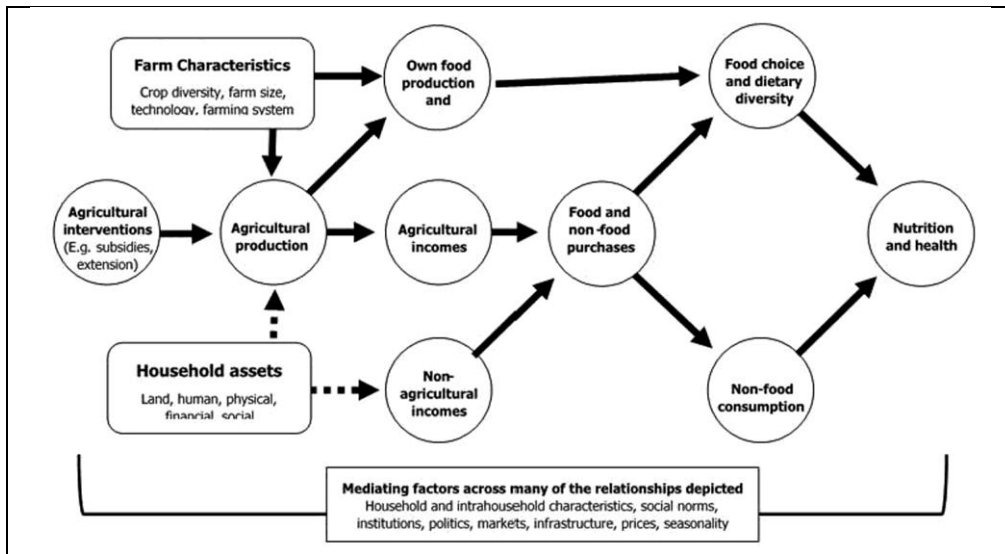 Farm Characteristics
Crop diversity, farm size,
technology, farming system
Own food
production
and
Food choice
and dietary
diversity
Agricultural
interventions
(E.g. subsidies,
extension)
Agricultural
production
Agricultural
incomes
Food and
non-food
purchases
Nutrition
and health
Household assets
Land, human, physical,
financial, social
Non-
agricultural
incomes
Non-food
consumption
Mediating factors across many of the relationships depicted
Household and intrahousehold characteristics, social norms,
institutions, politics, markets, infrastructure, prices, seasonality